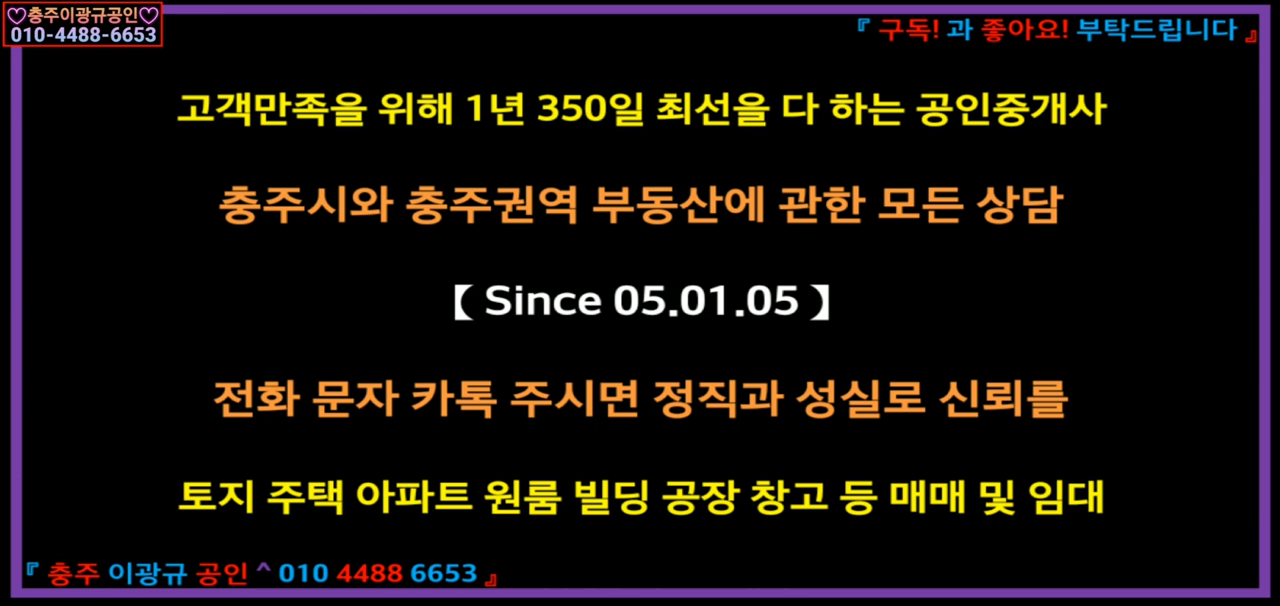 ♡충주이광규공인♡
010-4488-6653
『 구독! 과 좋아요! 부탁드립니다 』
고객만족을 위해 1년 350일 최선을 다 하는 공인중개사
충주시와 충주권역 부동산에 관한 모든 상담
【 Since 05.01.05 】
전화 문자 카톡 주시면 정직과 성실로 신뢰를
토지 주택 아파트 원룸 빌딩 공장 창고 등 매매 및 임대
『 충주 이광규 공인 ^ 010 4488 6653 』